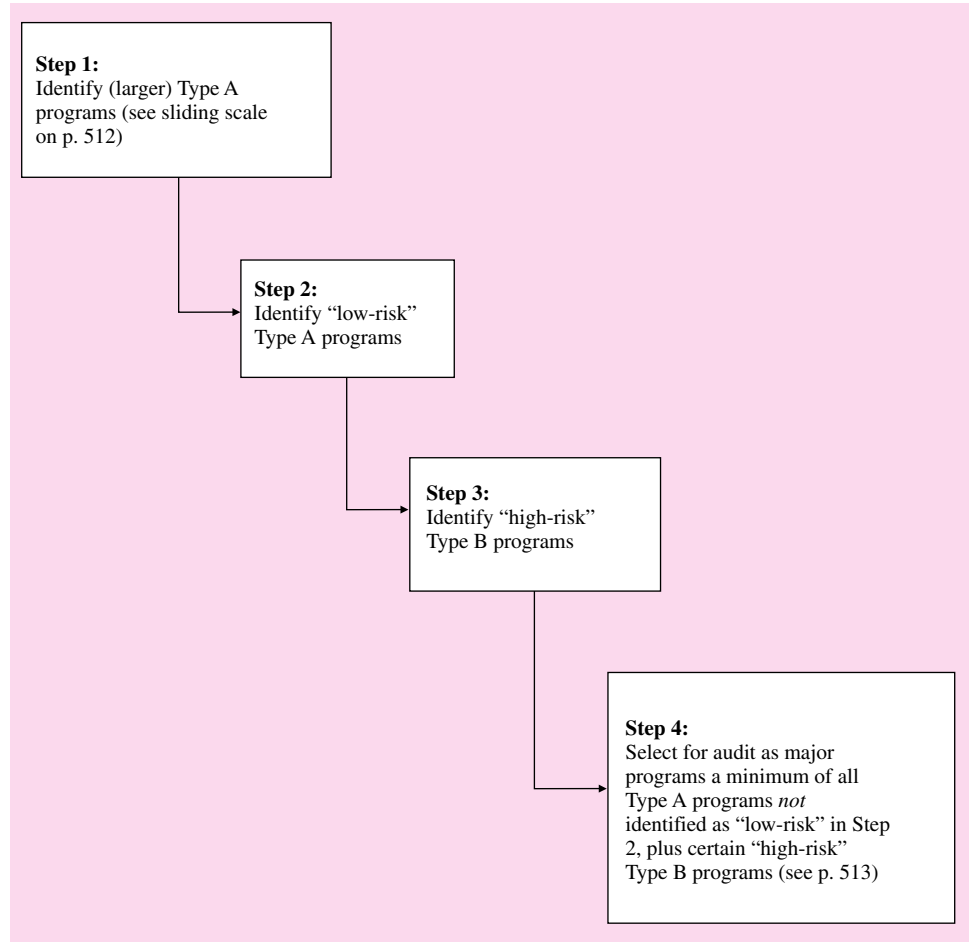 Step 1:
Identify (larger) Type A
programs (see sliding scale
on p. 512)
Step 2:
Identify “low-risk”
Type A programs
Step 3:
Identify “high-risk”
Type B programs
Step 4:
Select for audit as major
programs a minimum of all
Type A programs not
identified as “low-risk” in Step
2, plus certain “high-risk”
Type B programs (see p. 513)